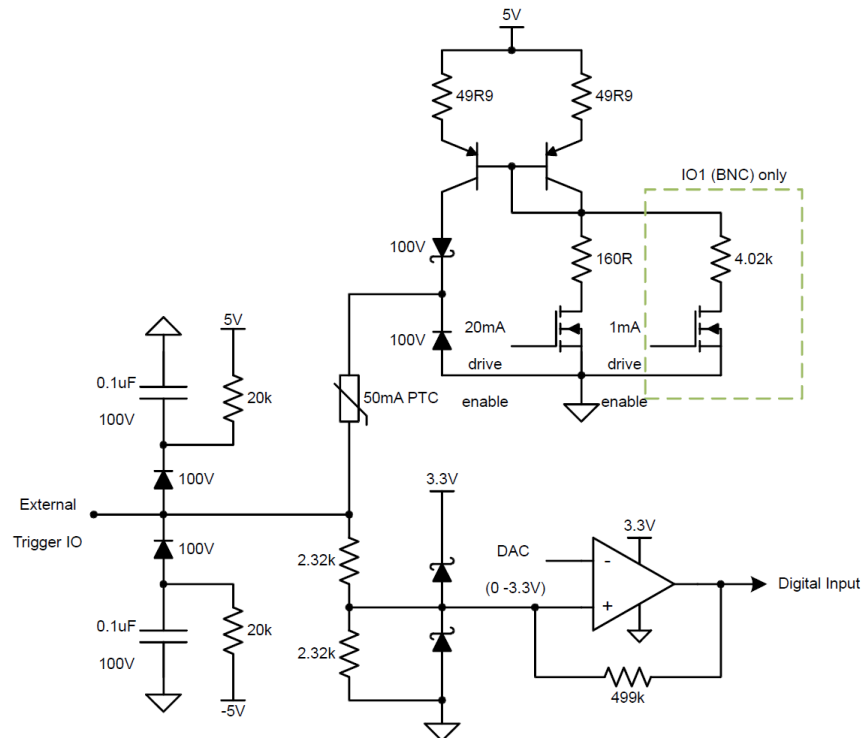 5V
49R9
49R9
IO1 (BNC) only
100V
160R
4.02k
5V
100V
20mA
1mA
drive
drive
0.1uF
20k
50mA PTC
enable
enable
100V
100V
3.3V
External
Trigger IO
100V
2.32k
DAC
3.3V
-
(0 -3.3V)
+
Digital Input
0.1uF
20k
2.32k
100V
499k
-5V